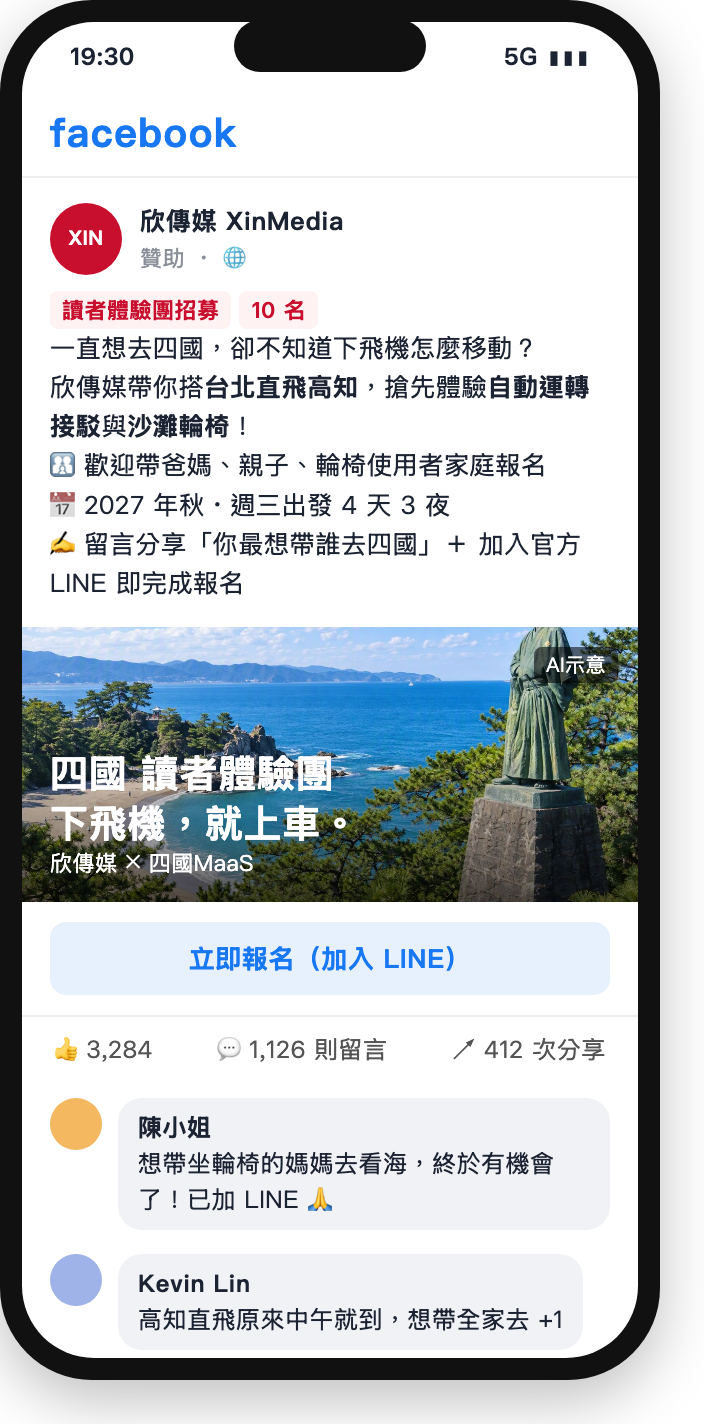 19:30 5G
facebook
XIN
欣傳媒 XinMedia
贊助 · 🌐
讀者體驗團招募 10 名
一直想去四國，卻不知道下飛機怎麼移動？
欣傳媒帶你搭台北直飛高知，搶先體驗自動運轉
接駁與沙灘輪椅！
歡迎帶爸媽、親子、輪椅使用者家庭報名
📅 2027 年秋・週三出發 4 天 3 夜
✍️ 留言分享「你最想帶誰去四國」＋ 加入官方
LINE 即完成報名
AI示意
四國 讀者體驗團
下飛機，就上車。
欣傳媒 × 四國MaaS
立即報名（加入 LINE）
👍 3,284 💬 1,126 則留言 ↗ 412 次分享
陳小姐
想帶坐輪椅的媽媽去看海，終於有機會
了！已加 LINE 🙏
Kevin Lin
高知直飛原來中午就到，想帶全家去 +1